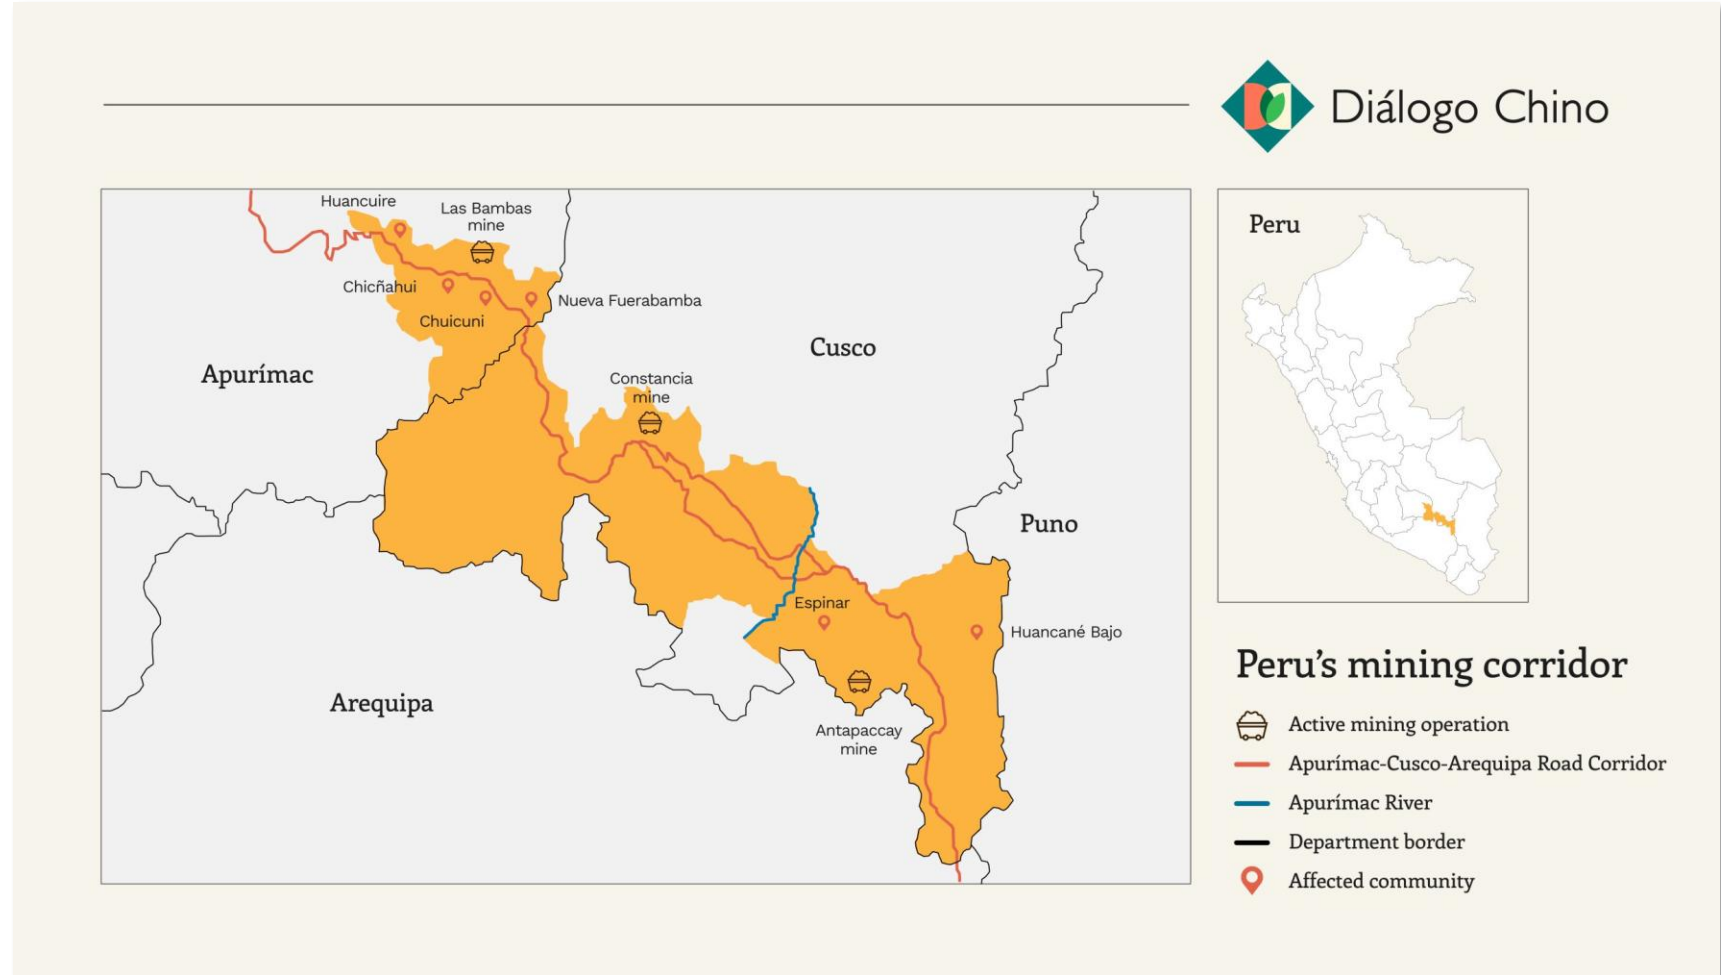 Diálogo Chino
Huancuire
Las Bambas
mine
Chicñahui
Nueva Fuerabamba
Chuicuni
Apurímac
Cusco
Constancia
mine
Puno
Espinar
Huancané Bajo
Arequipa
Antapaccay
mine
Peru
Peru's mining corridor
Active mining operation
Apurímac-Cusco-Arequipa Road Corridor
Apurímac River
Department border
Affected community